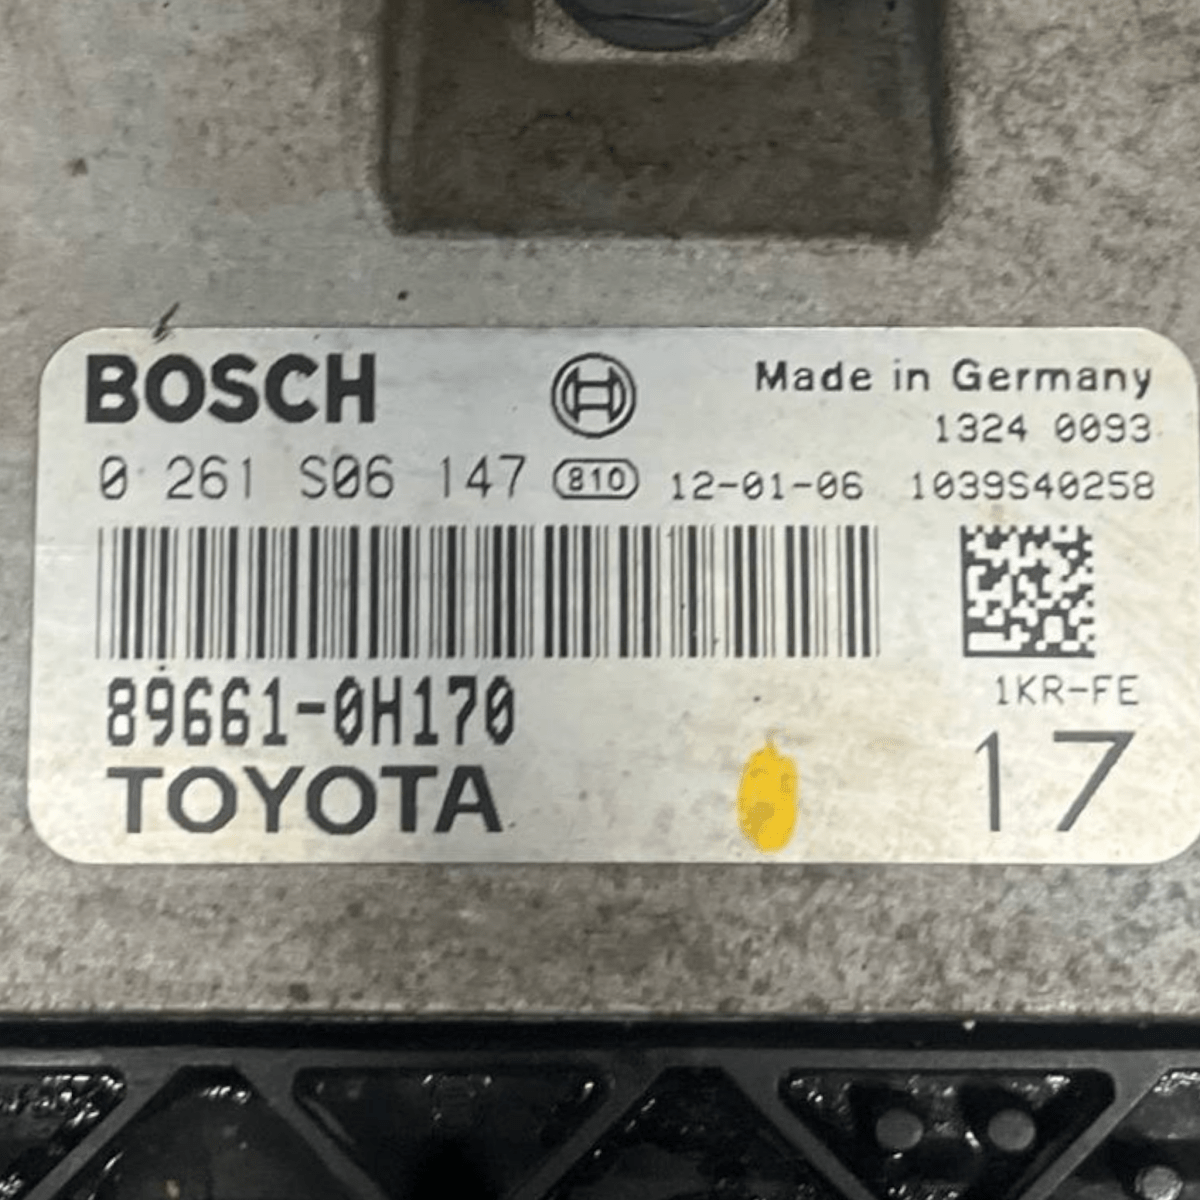 BOSCH
Made in Germany
1324 0093
0 261 S06 147 810 12-01-06 1039S40258
89661-0H170
1KR-FE
TOYOTA
17